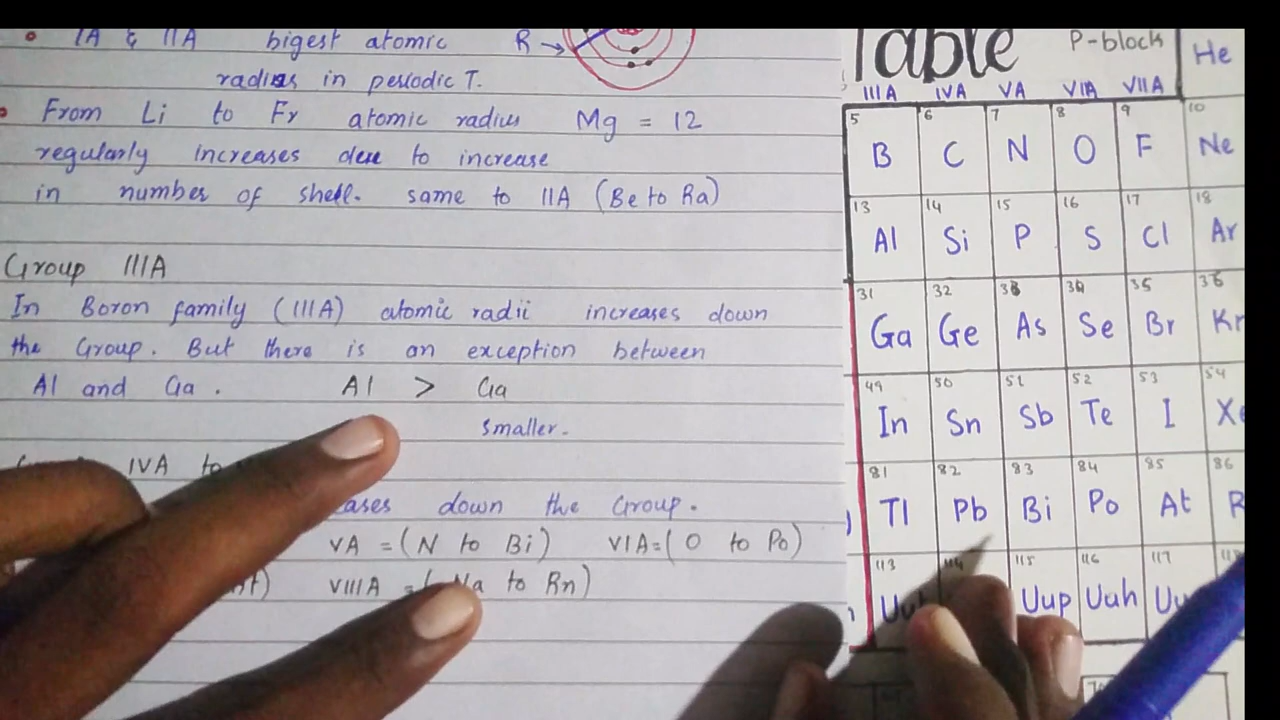 IA & IIA bigest atomic R →
radius in periodic T.
From Li to Fr atomic radius Mg = 12
regularly increases due to increase
in number of shell. same to IIA (Be to Ra)
Group IIIA
In Boron family (IIIA) atomic radii increases down
the Group. But there is an exception between
Al and Ga. Al > Ga
smaller.
IVA to
down the Group.
VA = (N to Bi) VIA = (O to Po)
VIIIA = ( to Rn)
Table P-block
IIIA IVA VA VIA VIIA
He
5 6 7 8 9 10
B C N O F Ne
13 14 15 16 17 18
Al Si P S Cl Ar
31 32 35 36
Ga Ge As Se Br Kr
49 50 51 52 53 54
In Sn Sb Te I
81 82 83 84 85 86
Tl Pb Bi Po At
113 114 115 116 117
Uup Uuh